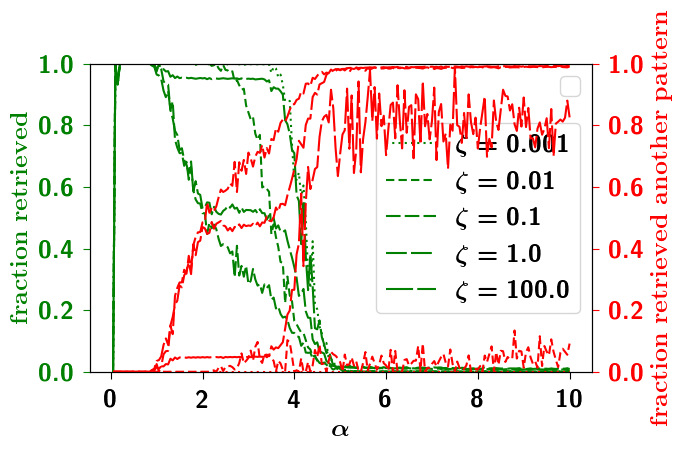 fraction retrieved
1.0
0.8
0.6
0.4
0.2
0.0
ζ = 0.001
ζ = 0.01
ζ = 0.1
ζ = 1.0
ζ = 100.0
1.0
0.8
0.6
0.4
0.2
0.0
fraction retrieved another pattern
0 2 4 6 8 10
α